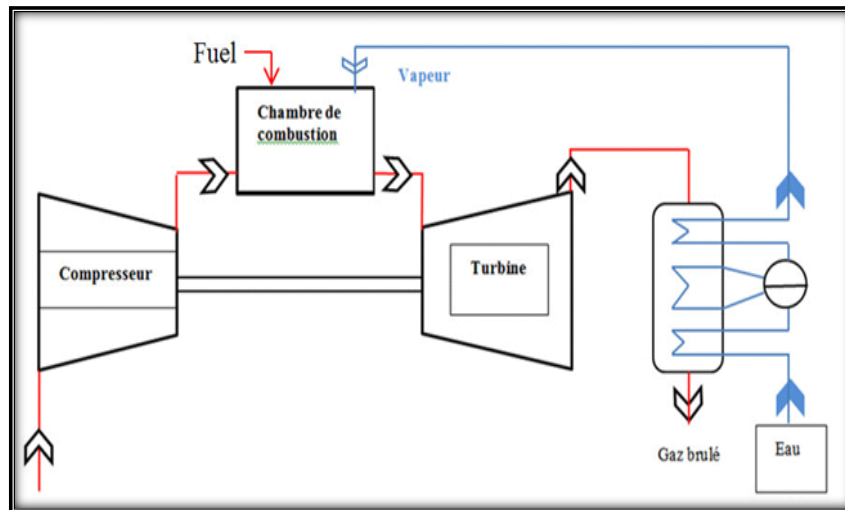 Fuel
Vapeur
Chambre de
combustion
Compresseur
Turbine
Gaz brulé
Eau